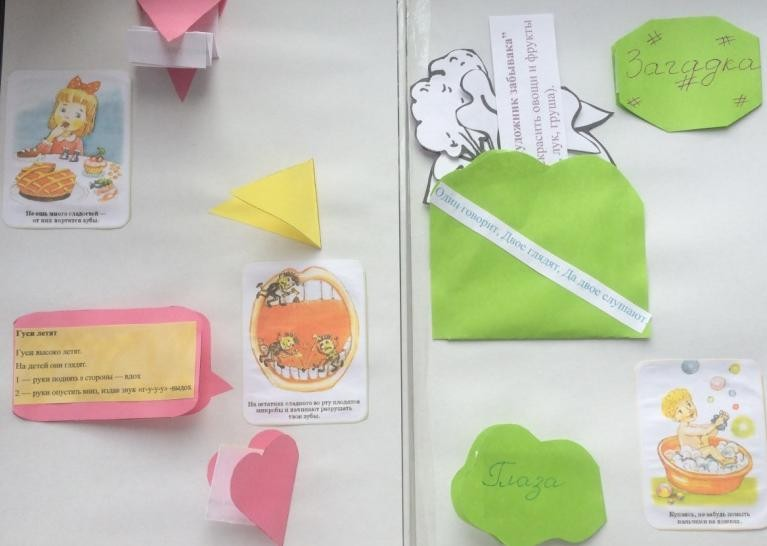 Не ешь много сладостей —
от них портятся зубы.
Гуси летят
Гуси высоко летят.
На детей они глядят.
1 — руки поднять в стороны — вдох
2 — руки опустить вниз, издав звук «г-у-у-у» -выдох
На остатках сладкого во рту плодятся
микробы и начинают разрушать
твои зубы.
удожник забывака"
красить овощи и фрукты
лук, груша).
Один говорит, Двое глядят, Да двое слушают
Загадка
Глаза
Купаясь, не забудь помыть
пальчики на ножках.